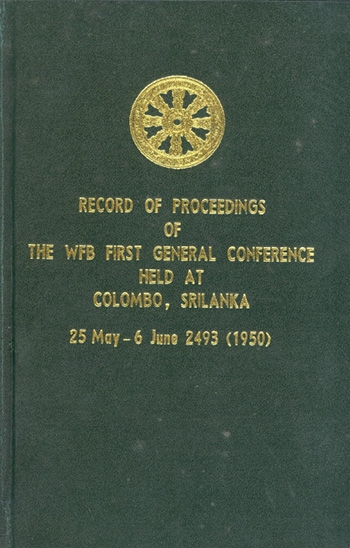 RECORD OF PROCEEDINGS
OF
THE WFB FIRST GENERAL CONFERENCE
HELD AT
COLOMBO, SRILANKA
25 May - 6 June 2493 (1950)